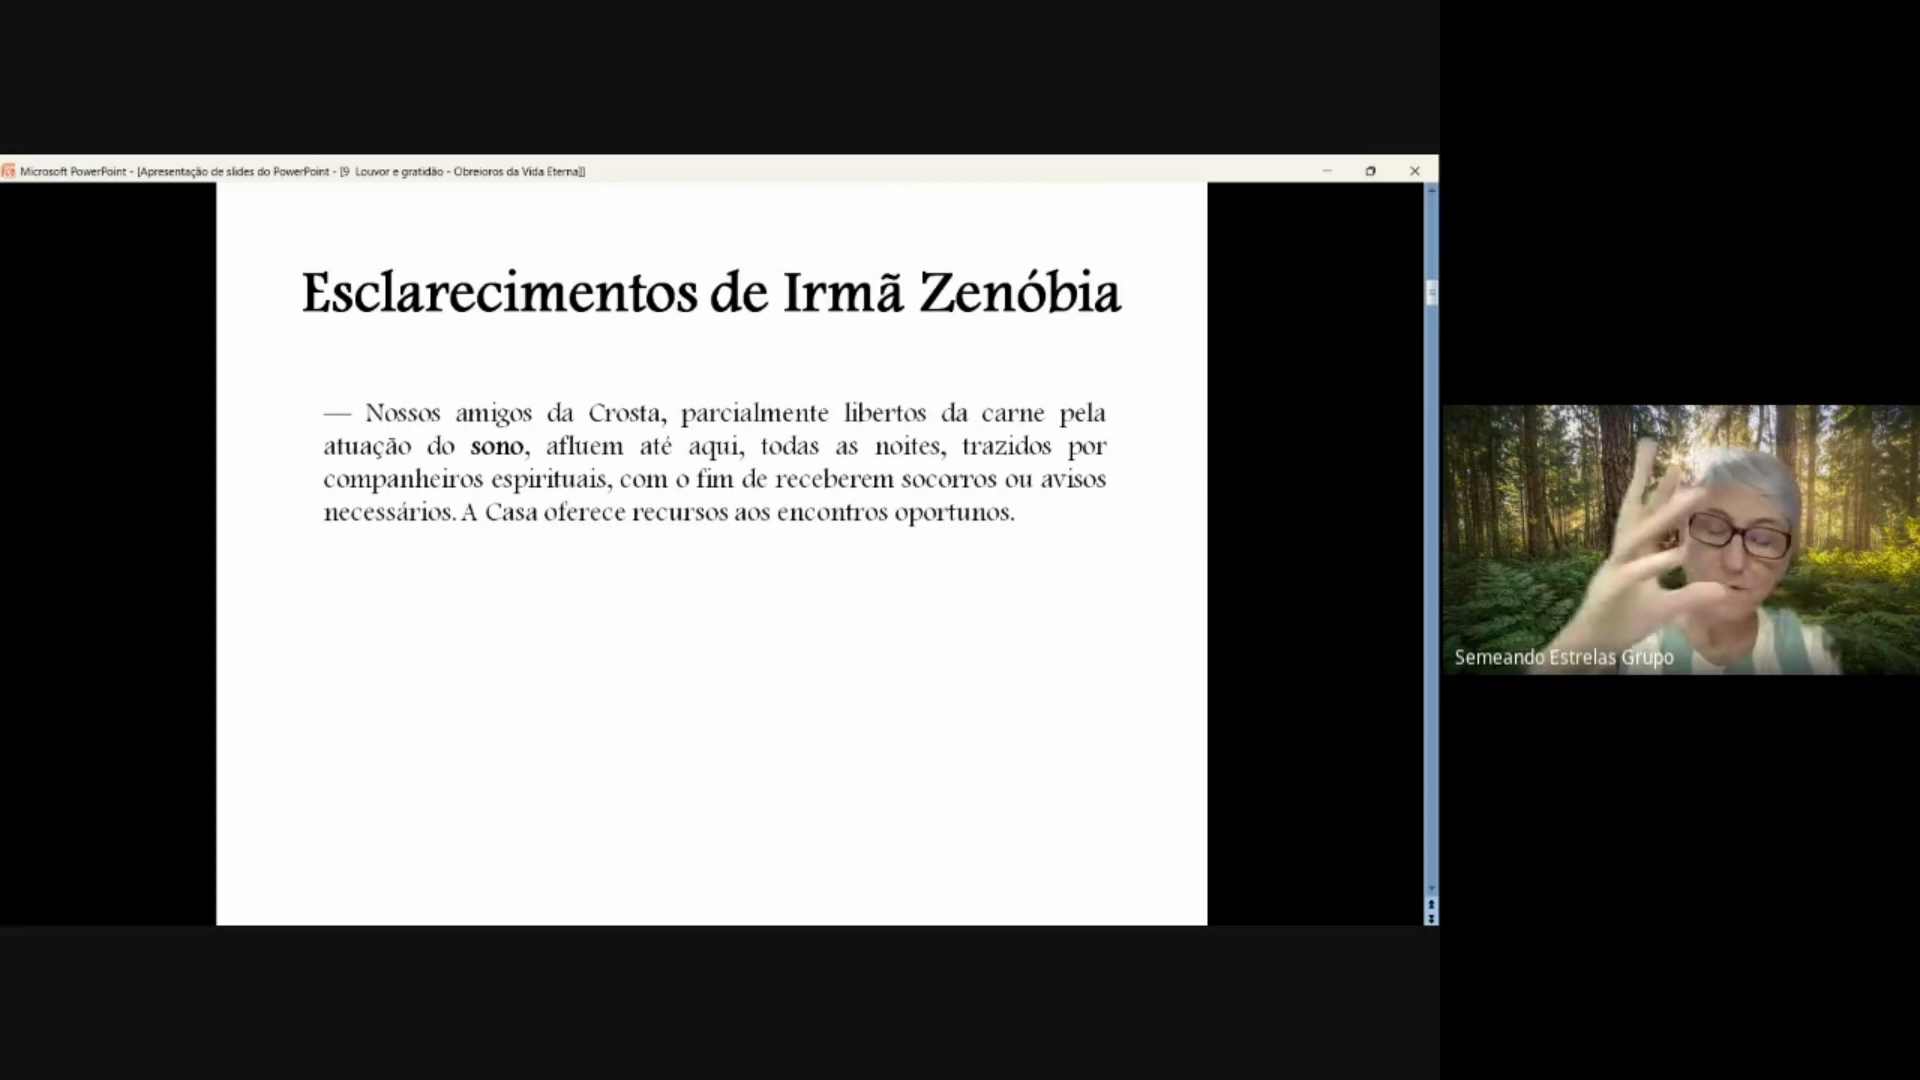 Microsoft PowerPoint - [Apresentação de slides do PowerPoint - [9 Louvor e gratidão - Obreioros da Vida Eterna]]
Esclarecimentos de Irmã Zenóbia
— Nossos amigos da Crosta, parcialmente libertos da carne pela
atuação do sono, afluem até aqui, todas as noites, trazidos por
companheiros espirituais, com o fim de receberem socorros ou avisos
necessários. A Casa oferece recursos aos encontros oportunos.
Semeando Estrelas Grupo